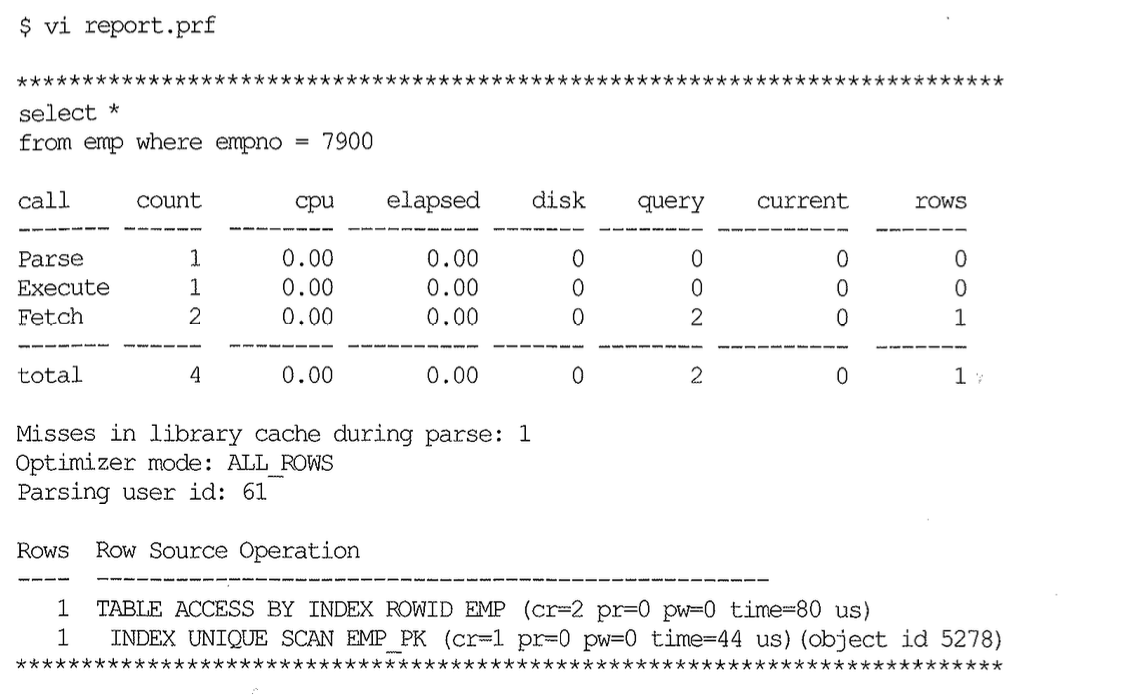 $ vi report.prf
********************************************************************************
select *
from emp where empno = 7900
call     count       cpu    elapsed    disk    query    current     rows
------- ------ -------- ---------- ------- -------- ---------- -------
Parse        1      0.00       0.00       0        0          0        0
Execute      1      0.00       0.00       0        0          0        0
Fetch        2      0.00       0.00       0        2          0        1
------- ------ -------- ---------- ------- -------- ---------- -------
total        4      0.00       0.00       0        2          0        1
Misses in library cache during parse: 1
Optimizer mode: ALL_ROWS
Parsing user id: 61
Rows  Row Source Operation
----  ---------------------------------------------------
   1  TABLE ACCESS BY INDEX ROWID EMP (cr=2 pr=0 pw=0 time=80 us)
   1   INDEX UNIQUE SCAN EMP_PK (cr=1 pr=0 pw=0 time=44 us)(object id 5278)
********************************************************************************